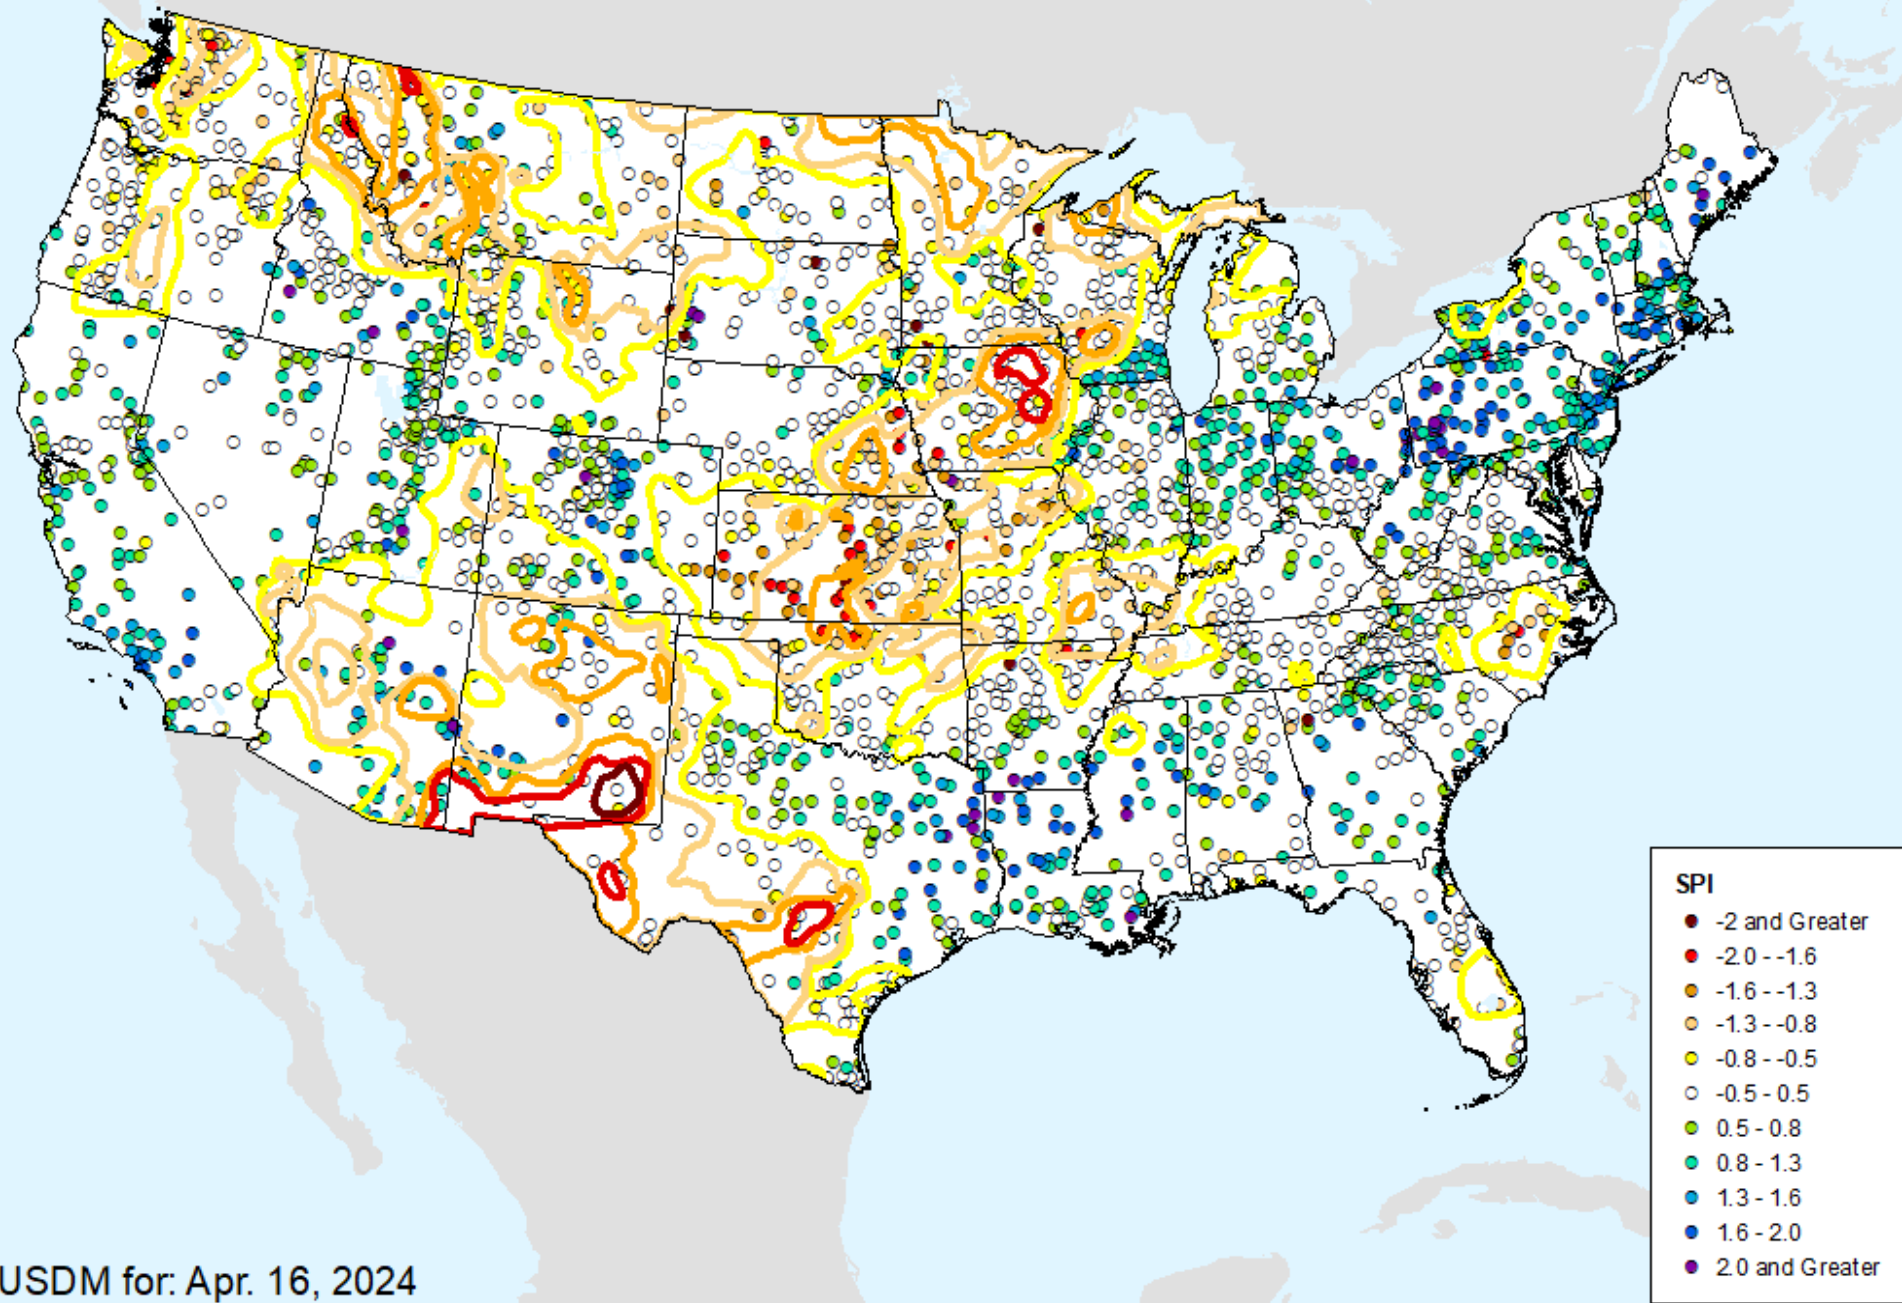 SPI
-2 and Greater
-2.0 - -1.6
-1.6 - -1.3
-1.3 - -0.8
-0.8 - -0.5
-0.5 - 0.5
0.5 - 0.8
0.8 - 1.3
1.3 - 1.6
1.6 - 2.0
2.0 and Greater
USDM for: Apr. 16, 2024